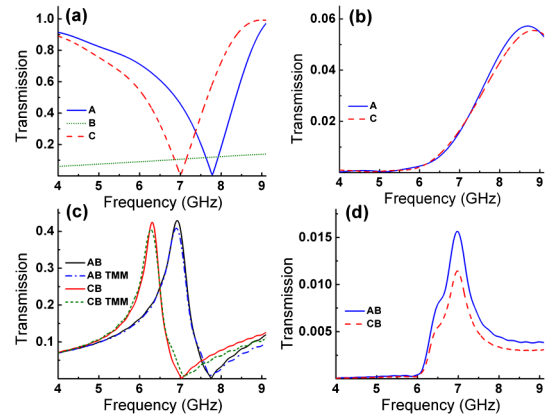 (a)
Transmission
1.0
0.8
0.6
0.4
0.2
A
B
C
4 5 6 7 8 9
Frequency (GHz)
(b)
Transmission
0.06
0.04
0.02
A
C
4 5 6 7 8 9
Frequency (GHz)
(c)
Transmission
0.4
0.3
0.2
0.1
AB
AB TMM
CB
CB TMM
4 5 6 7 8 9
Frequency (GHz)
(d)
Transmission
0.015
0.010
0.005
AB
CB
4 5 6 7 8 9
Frequency (GHz)